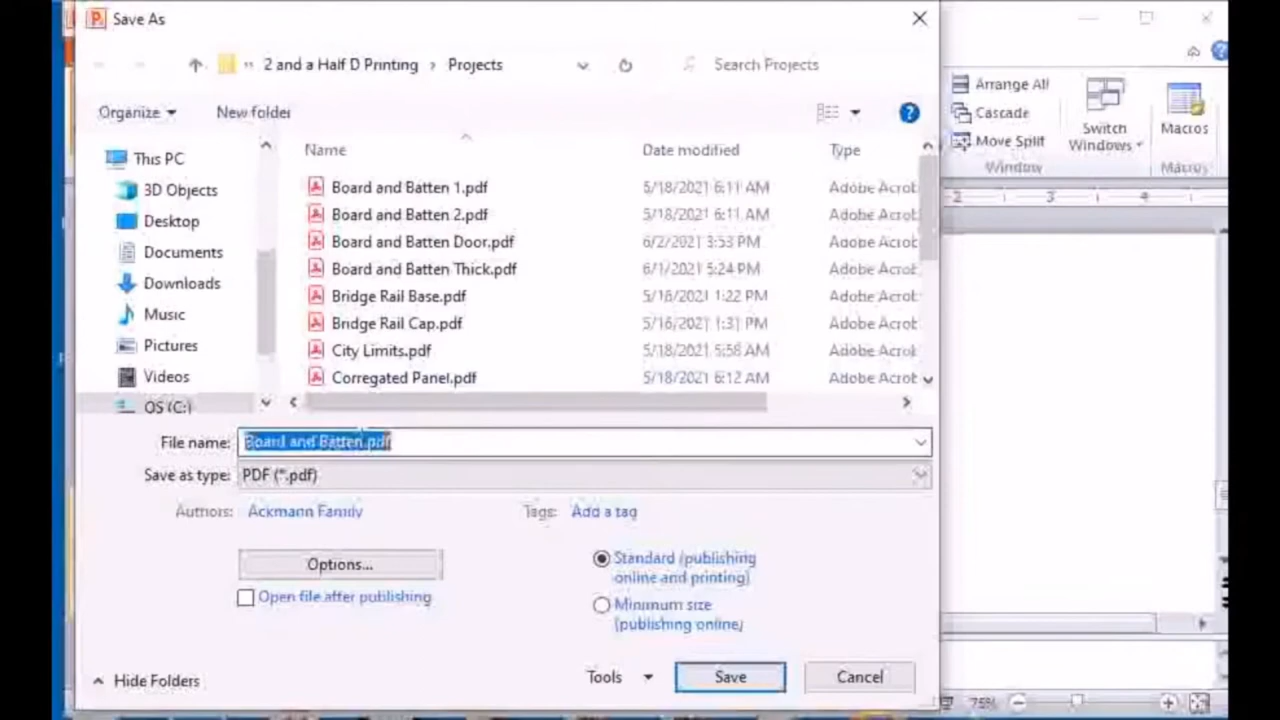 Save As
2 and a Half D Printing > Projects
Search Projects
Organize
New folder
Name Date modified Type
This PC
3D Objects
Desktop
Documents
Downloads
Music
Pictures
Videos
OS (C:)
Board and Batten 1.pdf 5/18/2021 6:11 AM Adobe Acrob
Board and Batten 2.pdf 5/18/2021 6:11 AM Adobe Acrob
Board and Batten Door.pdf 6/2/2021 3:53 PM Adobe Acrob
Board and Batten Thick.pdf 6/1/2021 5:24 PM Adobe Acrob
Bridge Rail Base.pdf 5/16/2021 1:22 PM Adobe Acrob
Bridge Rail Cap.pdf 5/16/2021 1:31 PM Adobe Acrob
City Limits.pdf 5/18/2021 5:58 AM Adobe Acrob
Corregated Panel.pdf 5/18/2021 6:12 AM Adobe Acrob
File name: Board and Batten.pdf
Save as type: PDF (*.pdf)
Authors: Ackmann Family
Tags: Add a tag
Options...
Open file after publishing
Standard (publishing
online and printing)
Minimum size
(publishing online)
Hide Folders
Tools
Save
Cancel
Arrange All
Cascade
Move Split
Window
Switch
Windows
Macros
Macros
2 3 4
75%